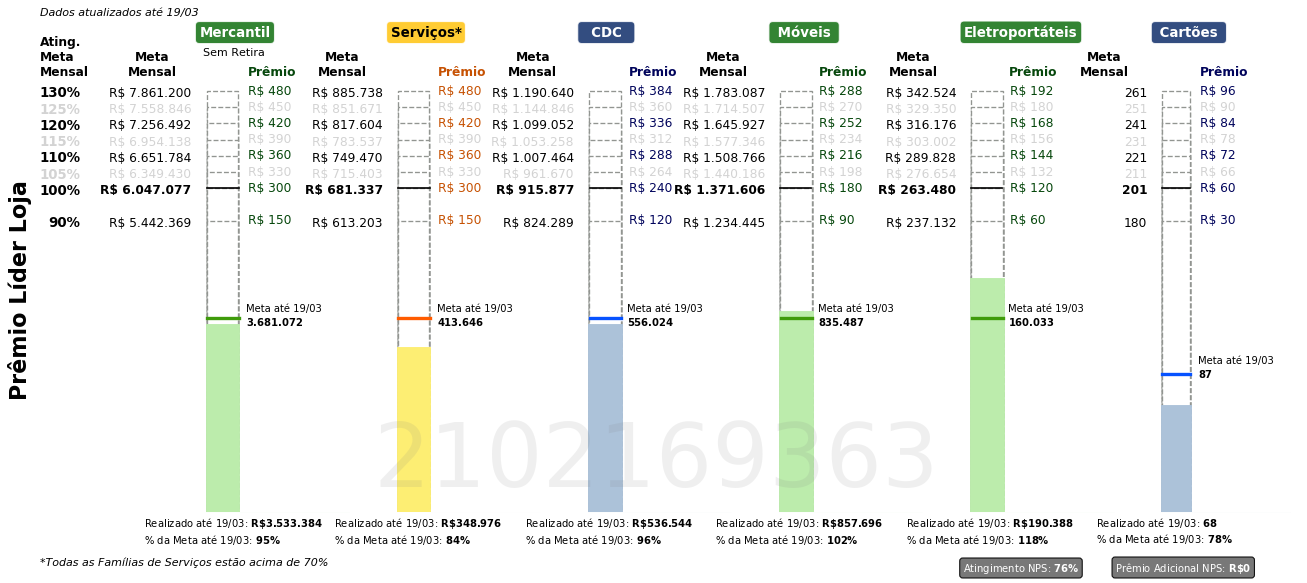 Dados atualizados até 19/03
Mercantil Serviços* CDC Móveis Eletroportáteis Cartões
Sem Retira
Ating. Meta Mensal Meta Mensal Prêmio Meta Mensal Prêmio Meta Mensal Prêmio Meta Mensal Prêmio Meta Mensal Prêmio Meta Mensal Prêmio
130% R$ 7.861.200 R$ 480 R$ 885.738 R$ 480 R$ 1.190.640 R$ 384 R$ 1.783.087 R$ 288 R$ 342.524 R$ 192 261 R$ 96
125% R$ 7.558.846 R$ 450 R$ 851.671 R$ 450 R$ 1.144.846 R$ 360 R$ 1.714.507 R$ 270 R$ 329.350 R$ 180 251 R$ 90
120% R$ 7.256.492 R$ 420 R$ 817.604 R$ 420 R$ 1.099.052 R$ 336 R$ 1.645.927 R$ 252 R$ 316.176 R$ 168 241 R$ 84
115% R$ 6.954.138 R$ 390 R$ 783.537 R$ 390 R$ 1.053.258 R$ 312 R$ 1.577.346 R$ 234 R$ 303.002 R$ 156 231 R$ 78
110% R$ 6.651.784 R$ 360 R$ 749.470 R$ 360 R$ 1.007.464 R$ 288 R$ 1.508.766 R$ 216 R$ 289.828 R$ 144 221 R$ 72
105% R$ 6.349.430 R$ 330 R$ 715.403 R$ 330 R$ 961.670 R$ 264 R$ 1.440.186 R$ 198 R$ 276.654 R$ 132 211 R$ 66
100% R$ 6.047.077 R$ 300 R$ 681.337 R$ 300 R$ 915.877 R$ 240 R$ 1.371.606 R$ 180 R$ 263.480 R$ 120 201 R$ 60
90% R$ 5.442.369 R$ 150 R$ 613.203 R$ 150 R$ 824.289 R$ 120 R$ 1.234.445 R$ 90 R$ 237.132 R$ 60 180 R$ 30
Prêmio Líder Loja
Meta até 19/03 Meta até 19/03 Meta até 19/03 Meta até 19/03 Meta até 19/03
3.681.072 413.646 556.024 835.487 160.033
Meta até 19/03
87
2102169363
Realizado até 19/03: R$3.533.384 Realizado até 19/03: R$348.976 Realizado até 19/03: R$536.544 Realizado até 19/03: R$857.696 Realizado até 19/03: R$190.388 Realizado até 19/03: 68
% da Meta até 19/03: 95% % da Meta até 19/03: 84% % da Meta até 19/03: 96% % da Meta até 19/03: 102% % da Meta até 19/03: 118% % da Meta até 19/03: 78%
*Todas as Famílias de Serviços estão acima de 70% Atingimento NPS: 76% Prêmio Adicional NPS: R$0